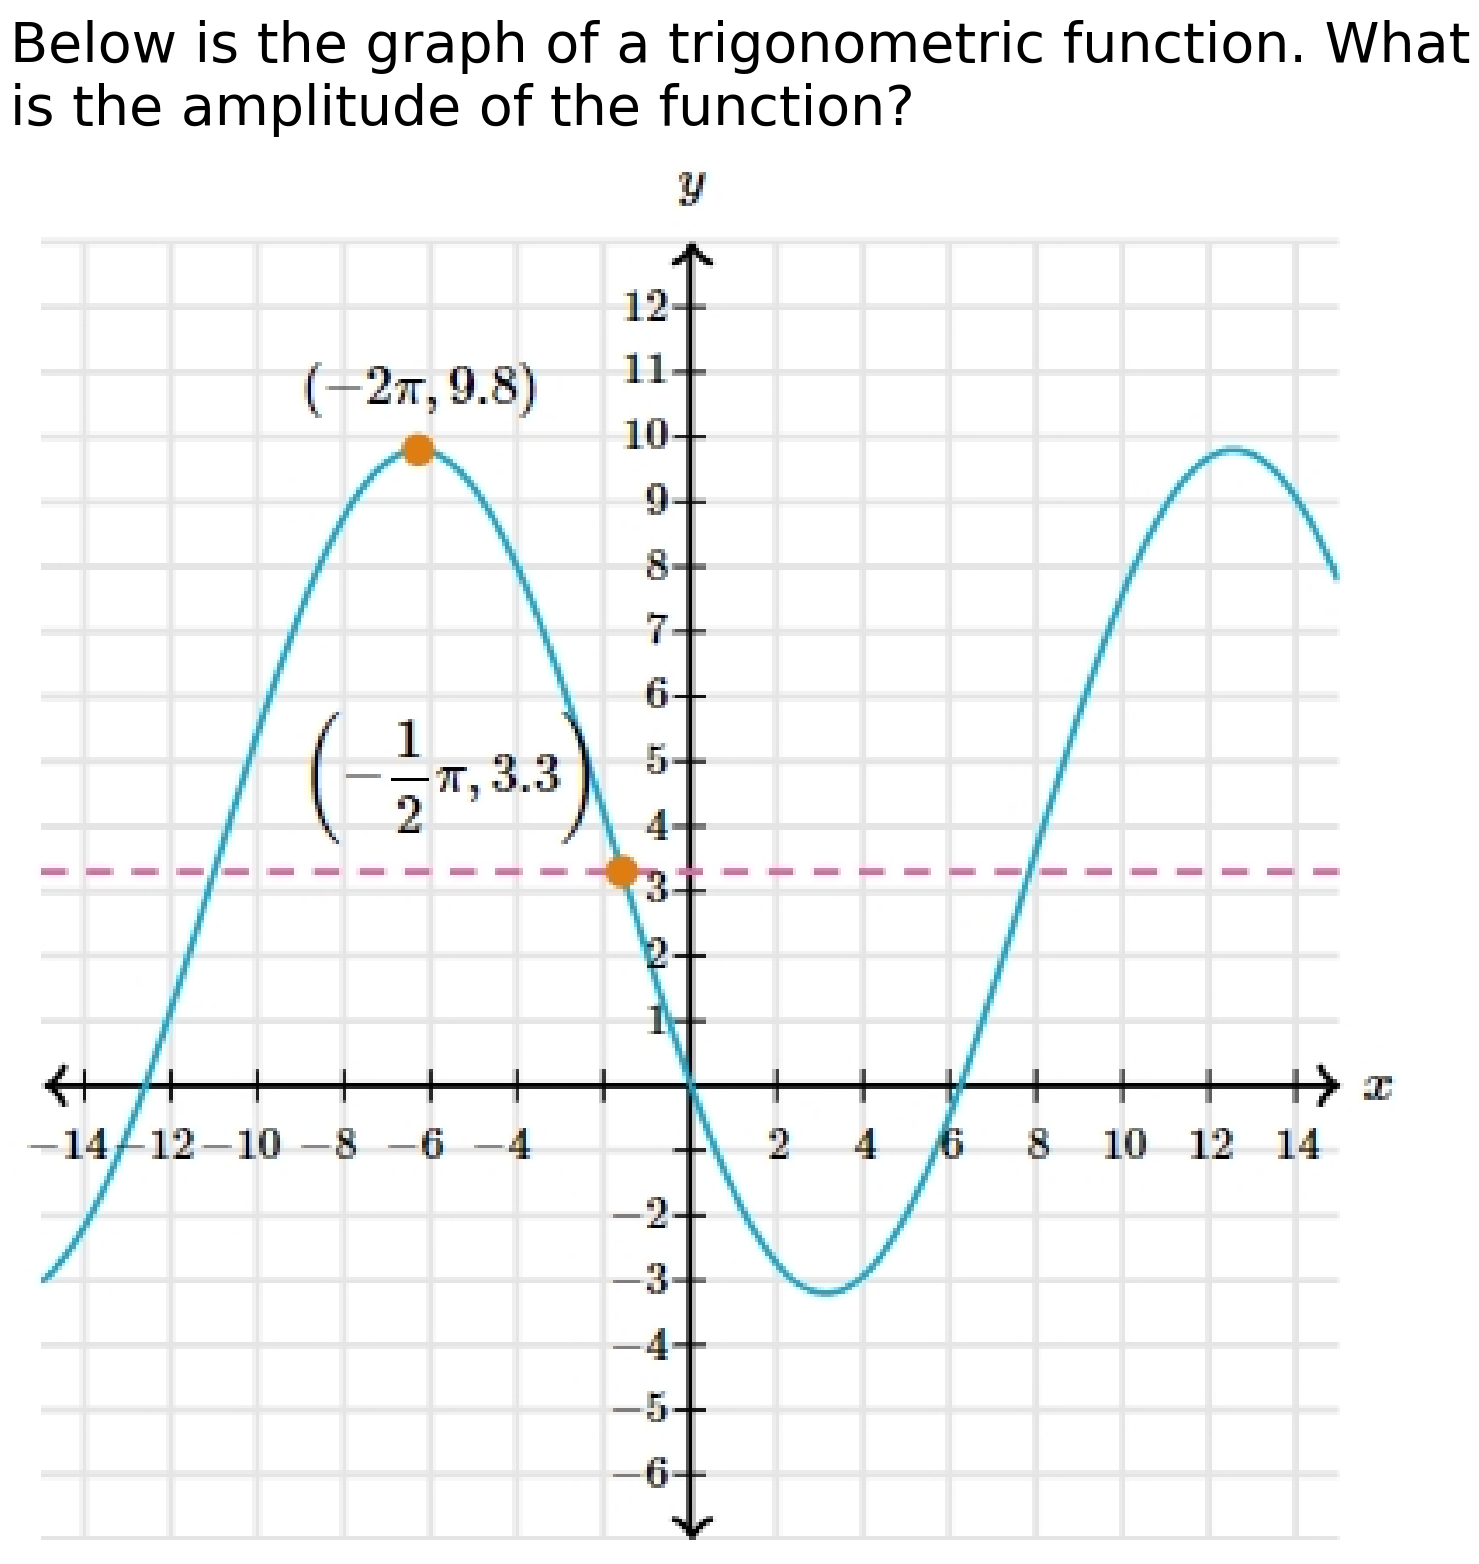 Below is the graph of a trigonometric function. What
is the amplitude of the function?
y
12
11
(−2π, 9.8)
10
9
8
7
6
(−1/2π, 3.3)
5
4
3
2
1
x
−14 −12 −10 −8 −6 −4 2 4 6 8 10 12 14
−2
−3
−4
−5
−6